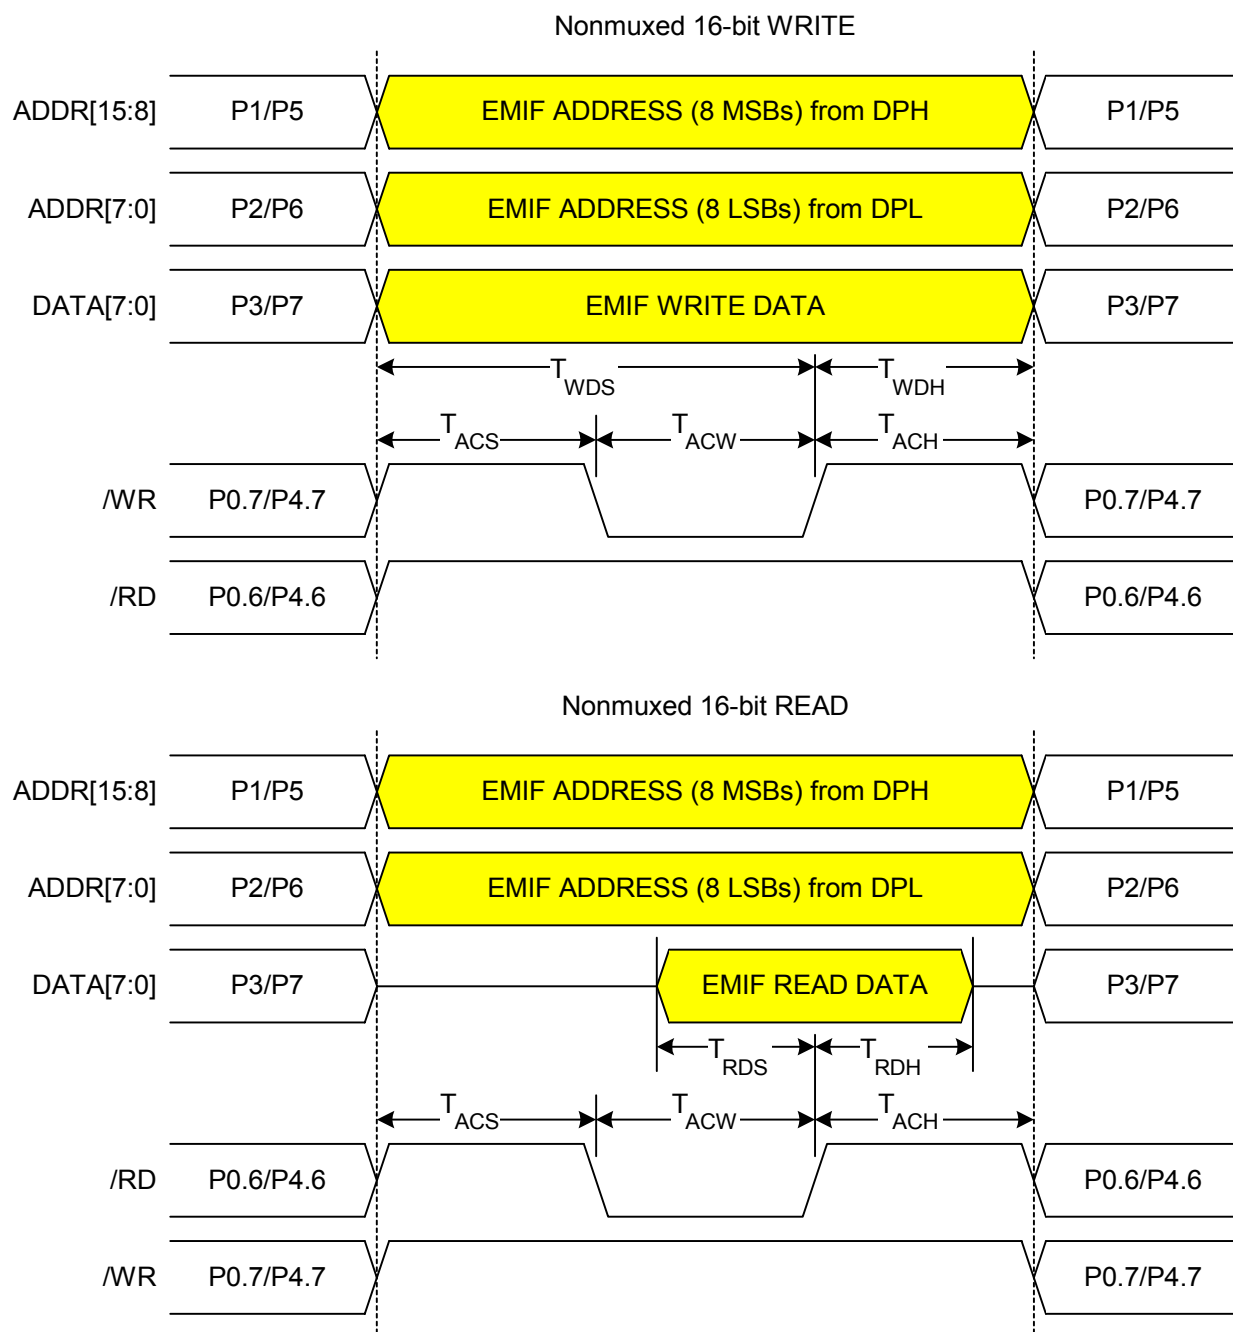 Nonmuxed 16-bit WRITE
ADDR[15:8] P1/P5 EMIF ADDRESS (8 MSBs) from DPH P1/P5
ADDR[7:0] P2/P6 EMIF ADDRESS (8 LSBs) from DPL P2/P6
DATA[7:0] P3/P7 EMIF WRITE DATA P3/P7
TWDS TWDH
TACS TACW TACH
/WR P0.7/P4.7 P0.7/P4.7
/RD P0.6/P4.6 P0.6/P4.6
Nonmuxed 16-bit READ
ADDR[15:8] P1/P5 EMIF ADDRESS (8 MSBs) from DPH P1/P5
ADDR[7:0] P2/P6 EMIF ADDRESS (8 LSBs) from DPL P2/P6
DATA[7:0] P3/P7 EMIF READ DATA P3/P7
TRDS TRDH
TACS TACW TACH
/RD P0.6/P4.6 P0.6/P4.6
/WR P0.7/P4.7 P0.7/P4.7